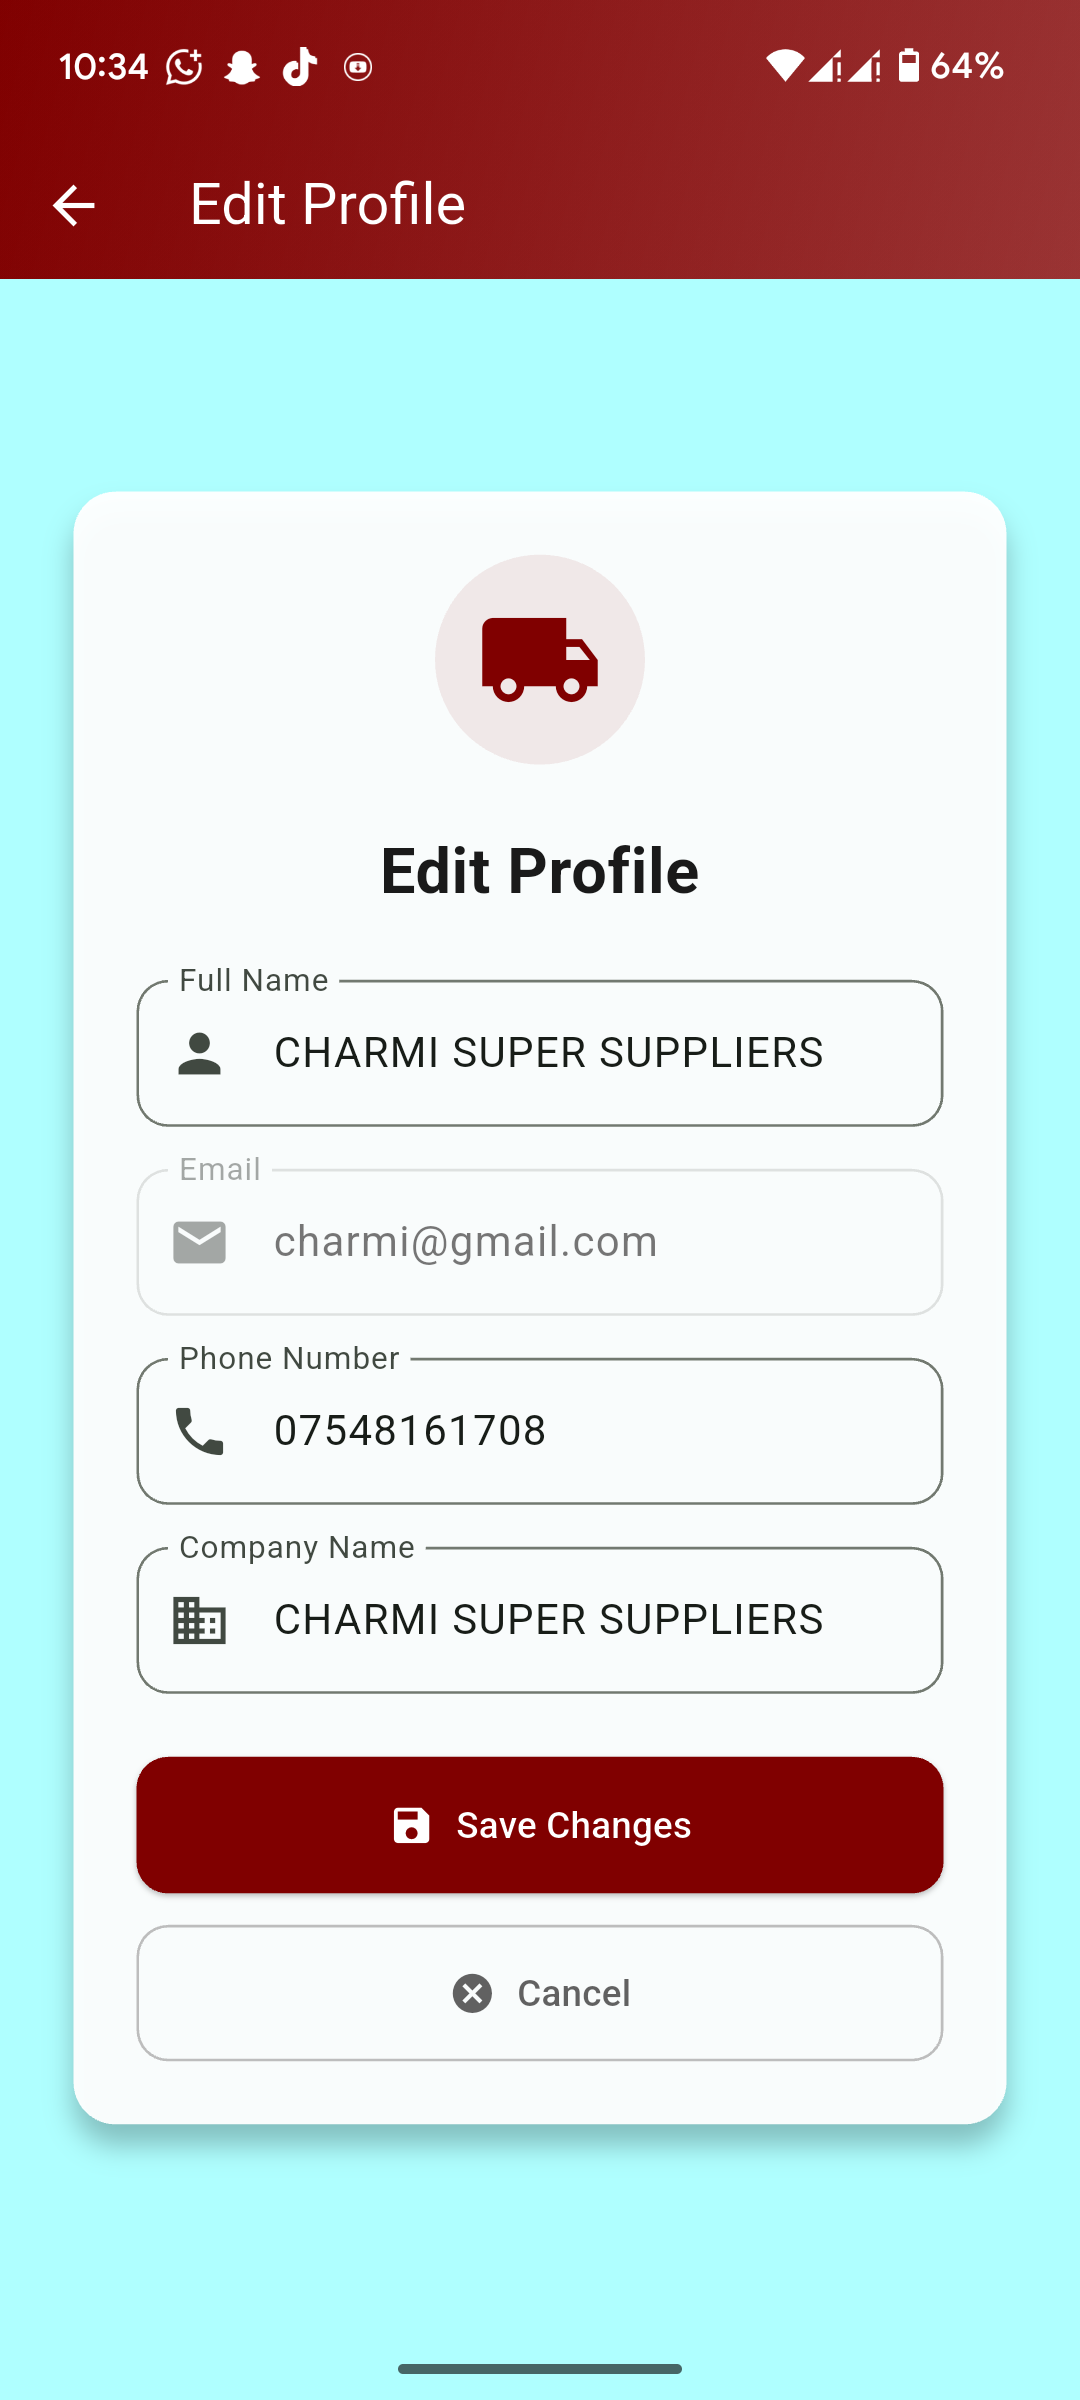 10:34
64%
Edit Profile
Edit Profile
Full Name
CHARMI SUPER SUPPLIERS
Email
charmi@gmail.com
Phone Number
07548161708
Company Name
CHARMI SUPER SUPPLIERS
Save Changes
Cancel